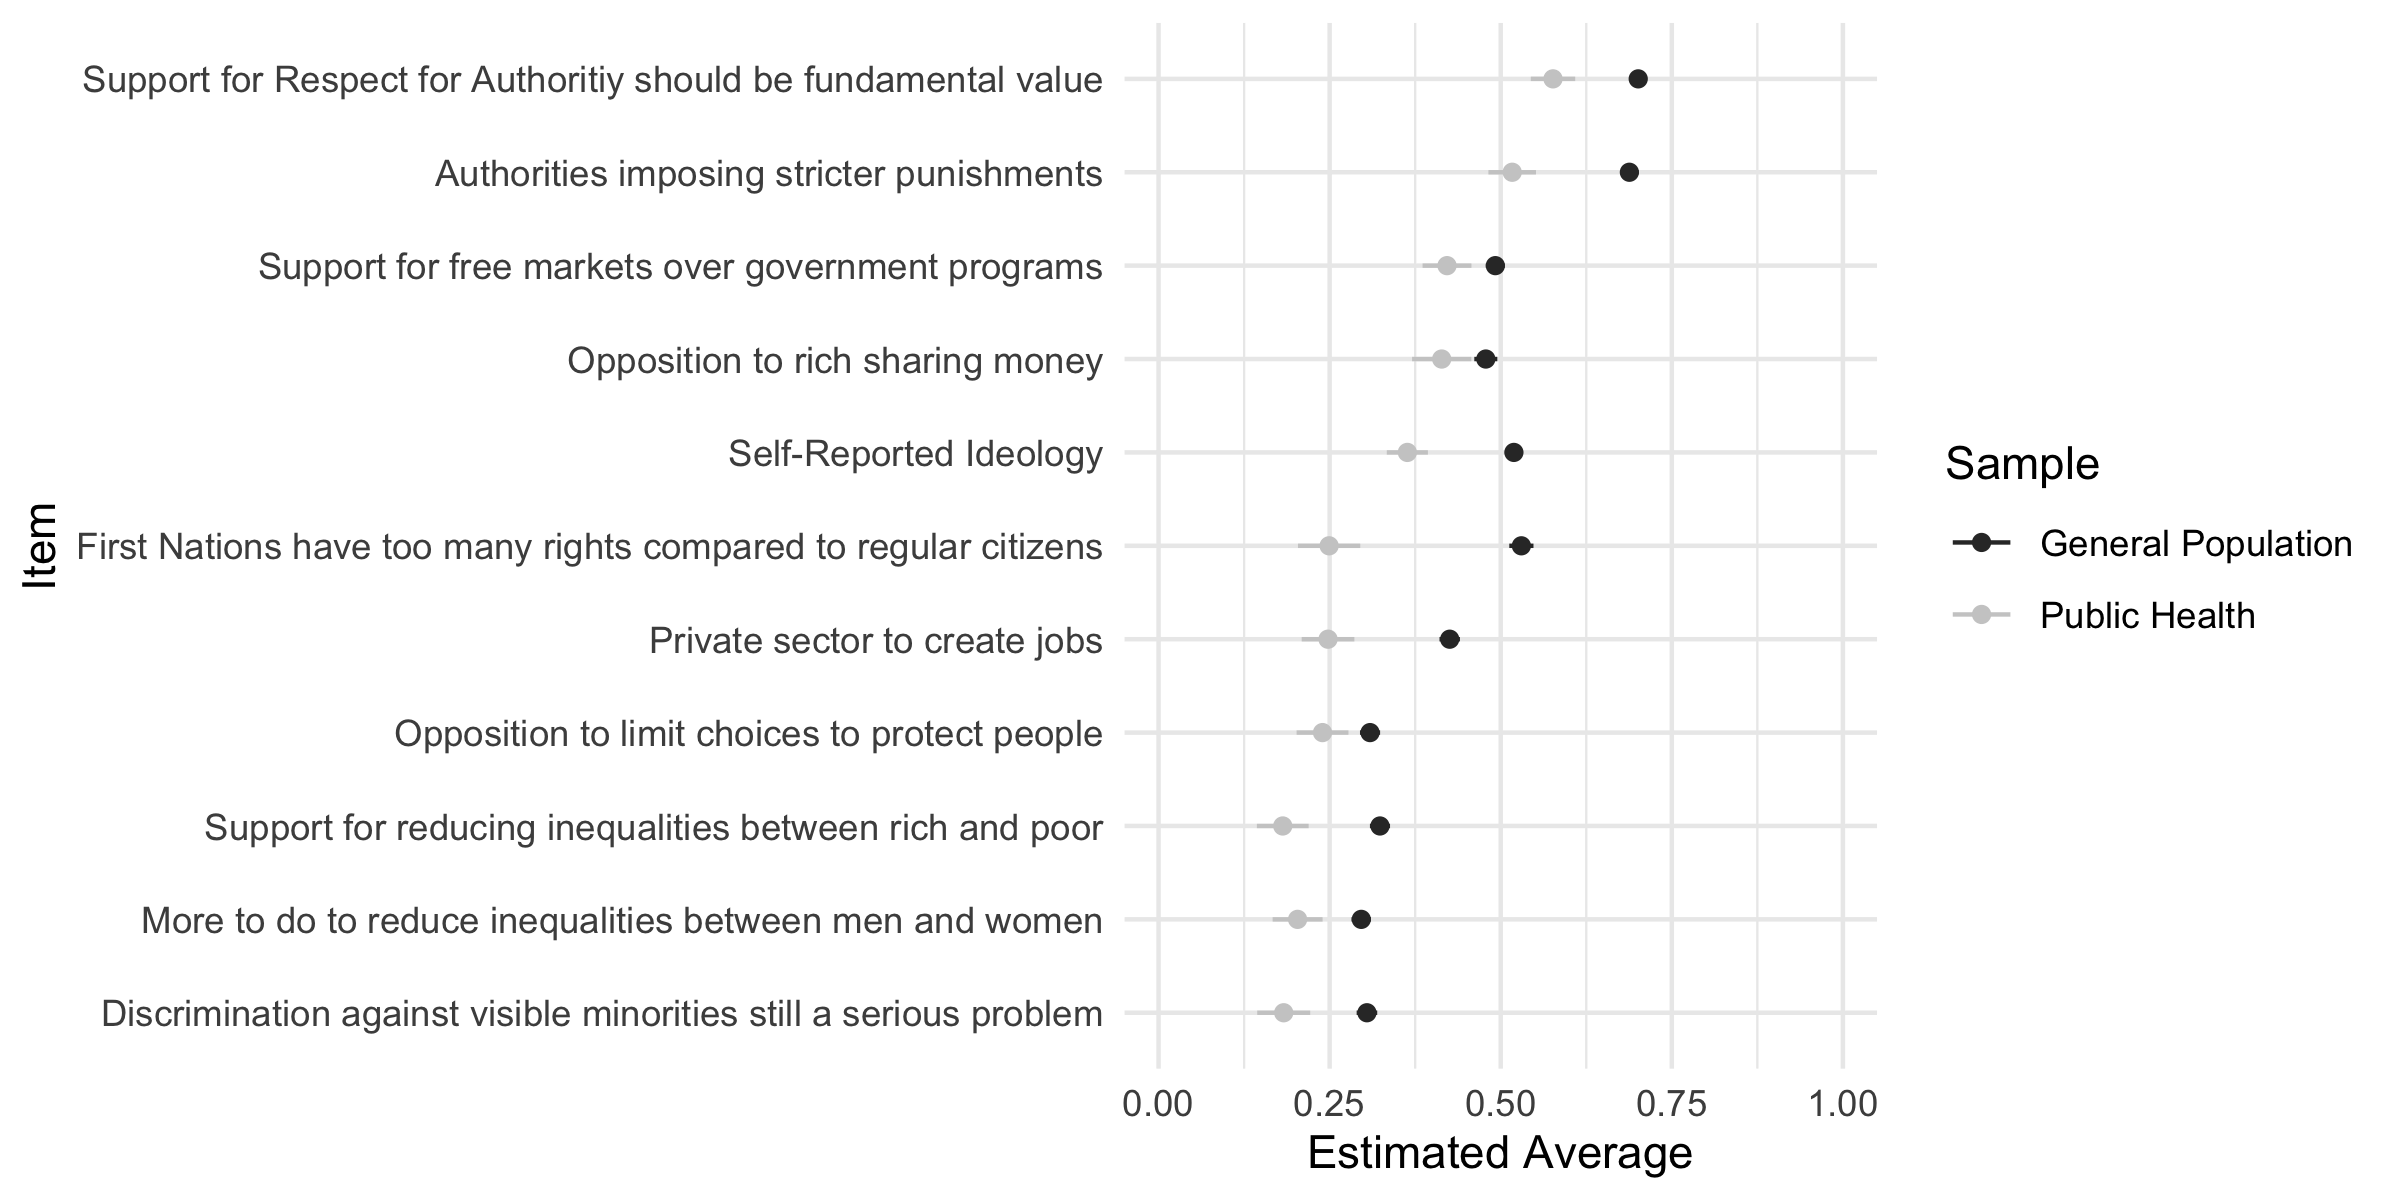 Support for Respect for Authoritiy should be fundamental value
Authorities imposing stricter punishments
Support for free markets over government programs
Opposition to rich sharing money
Self-Reported Ideology
First Nations have too many rights compared to regular citizens
Private sector to create jobs
Opposition to limit choices to protect people
Support for reducing inequalities between rich and poor
More to do to reduce inequalities between men and women
Discrimination against visible minorities still a serious problem
Item
0.00 0.25 0.50 0.75 1.00
Estimated Average
Sample
General Population
Public Health